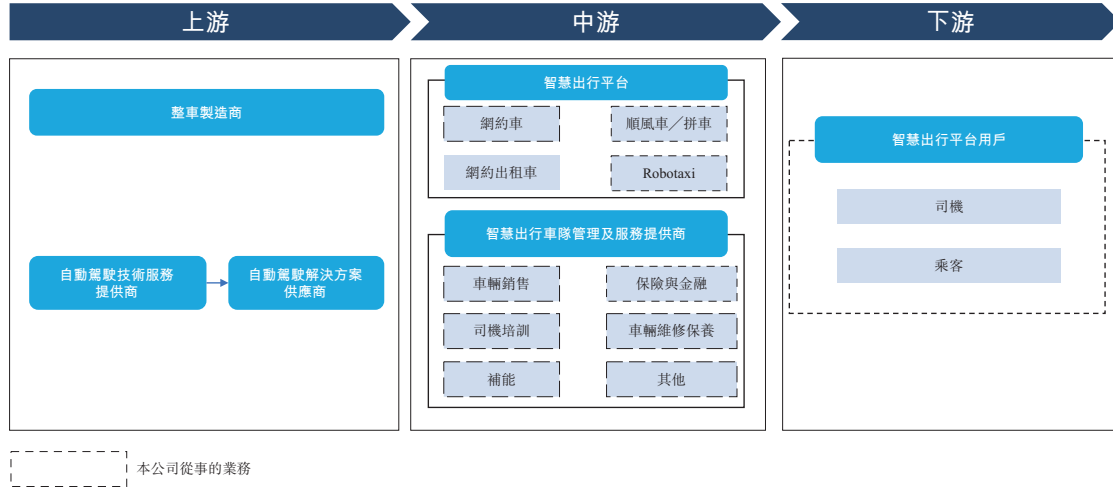 上游
中游
下游
整車製造商
自動駕駛技術服務
提供商
自動駕駛解決方案
供應商
智慧出行平台
網約車
順風車／拼車
網約出租車
Robotaxi
智慧出行車隊管理及服務提供商
車輛銷售
保險與金融
司機培訓
車輛維修保養
補能
其他
智慧出行平台用戶
司機
乘客
本公司從事的業務